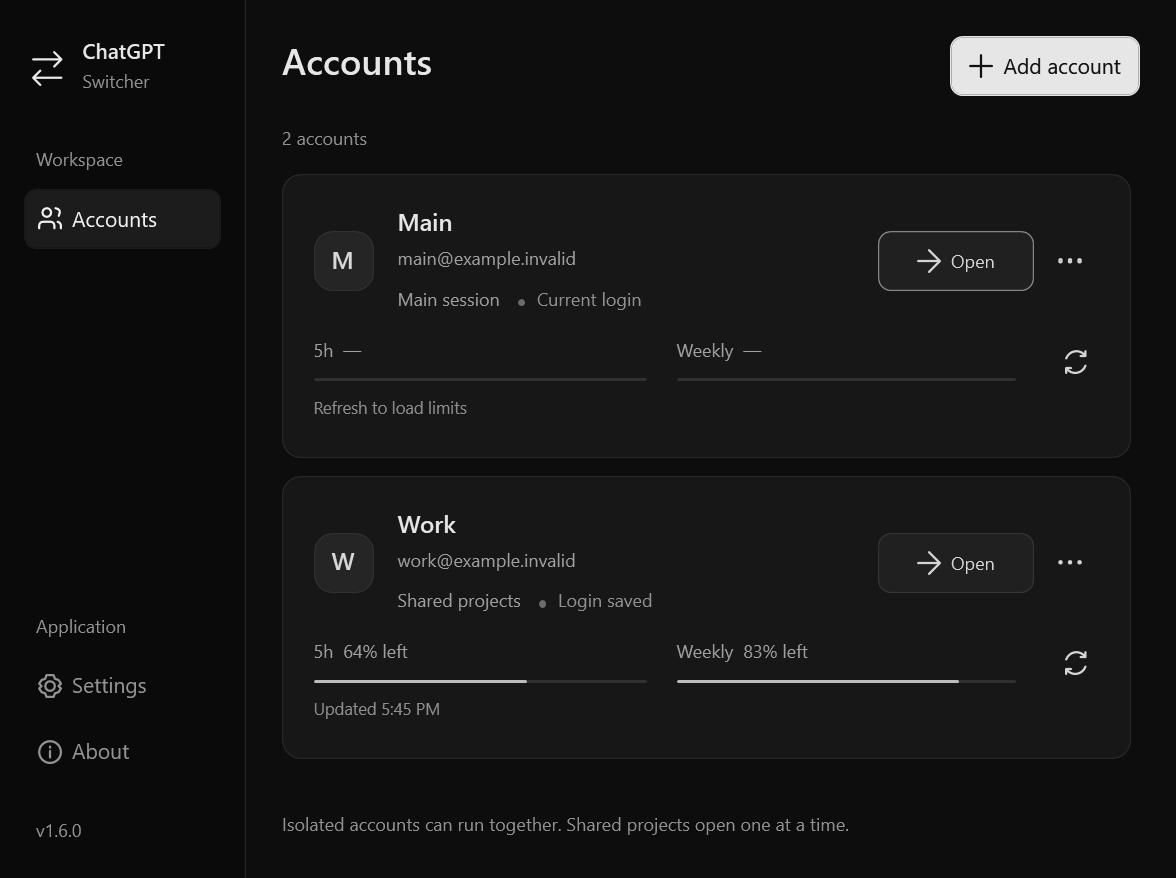 ChatGPT
Switcher
Workspace
Accounts
Application
Settings
About
v1.6.0
Accounts
Add account
2 accounts
M
Main
main@example.invalid
Main session • Current login
Open
5h —
Weekly —
Refresh to load limits
W
Work
work@example.invalid
Shared projects • Login saved
Open
5h 64% left
Weekly 83% left
Updated 5:45 PM
Isolated accounts can run together. Shared projects open one at a time.